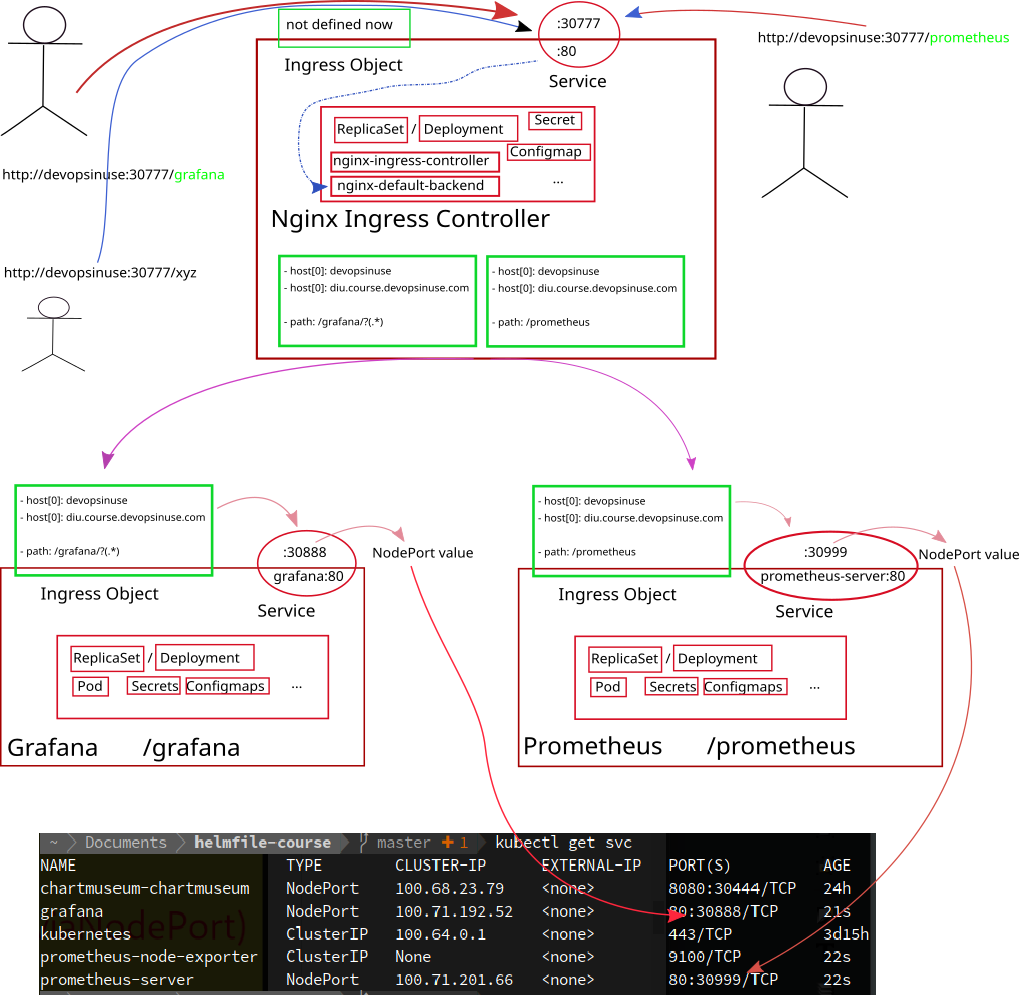 not defined now
:30777
:80
Ingress Object
Service
http://devopsinuse:30777/prometheus
ReplicaSet / Deployment
Secret
nginx-ingress-controller
Configmap
nginx-default-backend
...
http://devopsinuse:30777/grafana
Nginx Ingress Controller
http://devopsinuse:30777/xyz
- host[0]: devopsinuse
- host[0]: diu.course.devopsinuse.com
- path: /grafana/?(.*)
- host[0]: devopsinuse
- host[0]: diu.course.devopsinuse.com
- path: /prometheus
- host[0]: devopsinuse
- host[0]: diu.course.devopsinuse.com
- path: /grafana/?(.*)
:30888
grafana:80
NodePort value
Ingress Object
Service
ReplicaSet / Deployment
Pod Secrets Configmaps ...
Grafana /grafana
- host[0]: devopsinuse
- host[0]: diu.course.devopsinuse.com
- path: /prometheus
:30999
prometheus-server:80
NodePort value
Ingress Object
Service
ReplicaSet / Deployment
Pod Secrets Configmaps ...
Prometheus /prometheus
~ Documents helmfile-course master 1 kubectl get svc
NAME TYPE CLUSTER-IP EXTERNAL-IP PORT(S) AGE
chartmuseum-chartmuseum NodePort 100.68.23.79 <none> 8080:30444/TCP 24h
grafana NodePort 100.71.192.52 <none> 80:30888/TCP 21s
kubernetes ClusterIP 100.64.0.1 <none> 443/TCP 3d15h
prometheus-node-exporter ClusterIP None <none> 9100/TCP 22s
prometheus-server NodePort 100.71.201.66 <none> 80:30999/TCP 22s